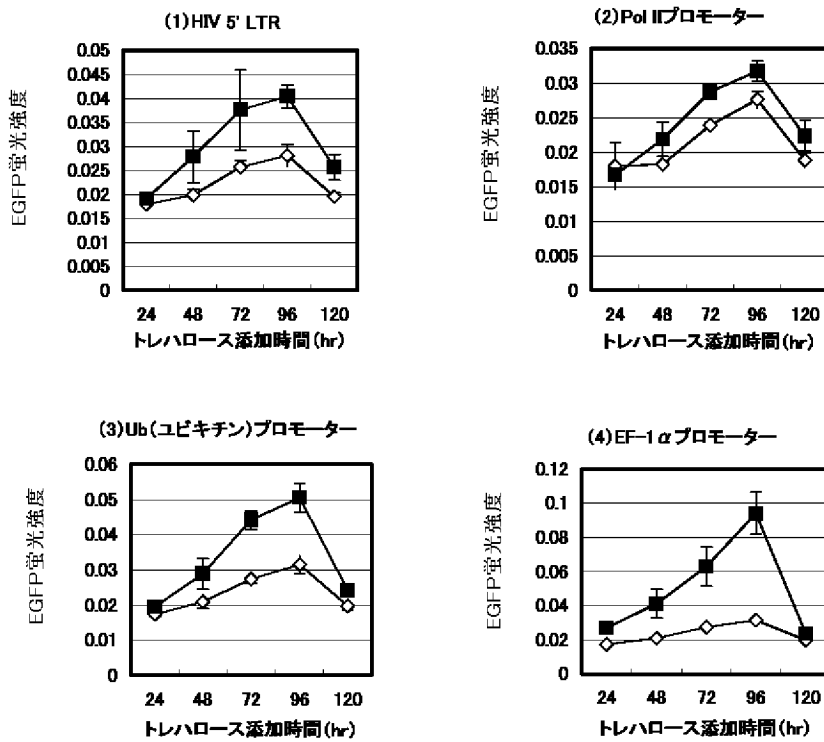 (1)HIV 5' LTR
EGFP蛍光強度
0.05
0.045
0.04
0.035
0.03
0.025
0.02
0.015
0.01
0.005
0
24 48 72 96 120
トレハロース添加時間(hr)
(2)Pol IIプロモーター
EGFP蛍光強度
0.035
0.03
0.025
0.02
0.015
0.01
0.005
0
24 48 72 96 120
トレハロース添加時間(hr)
(3)Ub(ユビキチン)プロモーター
EGFP蛍光強度
0.06
0.05
0.04
0.03
0.02
0.01
0
24 48 72 96 120
トレハロース添加時間(hr)
(4)EF-1αプロモーター
EGFP蛍光強度
0.12
0.1
0.08
0.06
0.04
0.02
0
24 48 72 96 120
トレハロース添加時間(hr)